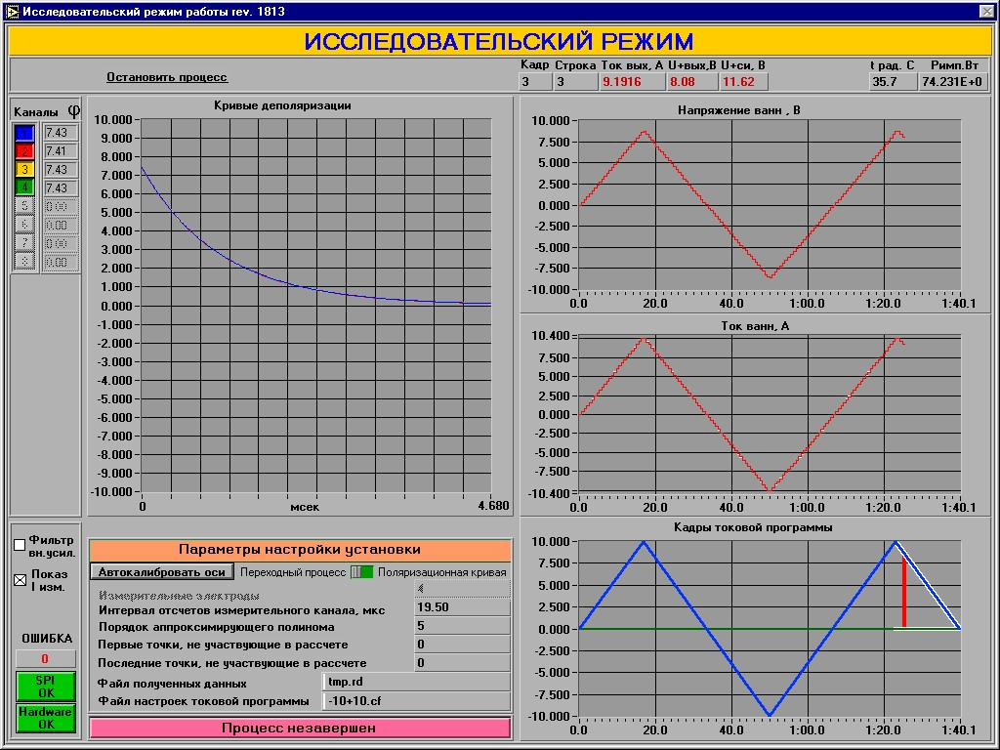 Исследовательский режим работы rev. 1813
ИССЛЕДОВАТЕЛЬСКИЙ РЕЖИМ
Остановить процесс
Кадр Строка Ток вых, А U+вых,В U+си, В
3 3 9.1916 8.08 11.62
t рад. С Римп.Вт
35.7 74.231E+0
Каналы φ
1 7.43
2 7.41
3 7.43
4 7.43
5 0.00
6 0.00
7 0.00
8 0.00
Кривые деполяризации
10.000
9.000
8.000
7.000
6.000
5.000
4.000
3.000
2.000
1.000
0.000
-1.000
-2.000
-3.000
-4.000
-5.000
-6.000
-7.000
-8.000
-9.000
-10.000
0 мсек 4.680
Напряжение ванн , В
10.000
7.500
5.000
2.500
0.000
-2.500
-5.000
-7.500
-10.000
0.0 20.0 40.0 1:00.0 1:20.0 1:40.1
Ток ванн, А
10.400
7.500
5.000
2.500
0.000
-2.500
-5.000
-7.500
-10.400
0.0 20.0 40.0 1:00.0 1:20.0 1:40.1
Кадры токовой программы
10.000
7.500
5.000
2.500
0.000
-2.500
-5.000
-7.500
-10.000
0.0 20.0 40.0 1:00.0 1:20.0 1:40.1
Фильтр
вн.усил.
Показ
I изм.
ОШИБКА
0
SPI
OK
Hardware
OK
Параметры настройки установки
Автокалибровать оси Переходный процесс Поляризационная кривая
Измерительные электроды 4
Интервал отсчетов измерительного канала, мкс 19.50
Порядок аппроксимирующего полинома 5
Первые точки, не участвующие в рассчете 0
Последние точки, не участвующие в рассчете 0
Файл полученных данных tmp.rd
Файл настроек токовой программы -10+10.cf
Процесс незавершен